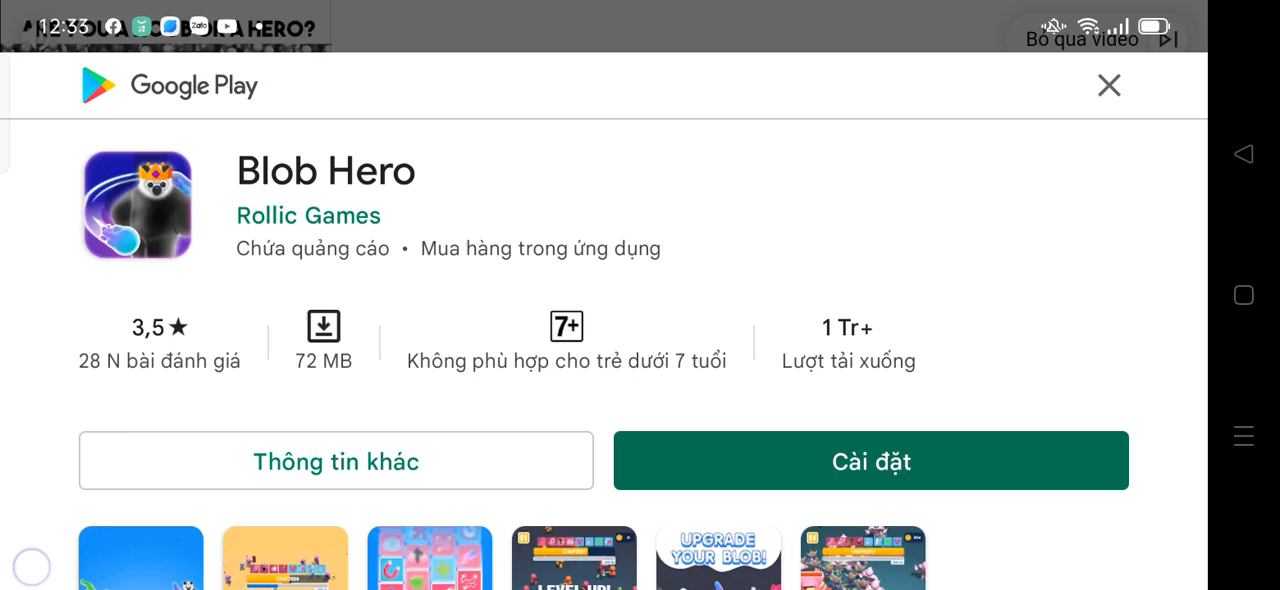 12:33
A HERO?
Bỏ qua video
Google Play
Blob Hero
Rollic Games
Chứa quảng cáo • Mua hàng trong ứng dụng
3,5★
28 N bài đánh giá
72 MB
7+
Không phù hợp cho trẻ dưới 7 tuổi
1 Tr+
Lượt tải xuống
Thông tin khác
Cài đặt
LEVEL UP!
UPGRADE
YOUR BLOB!